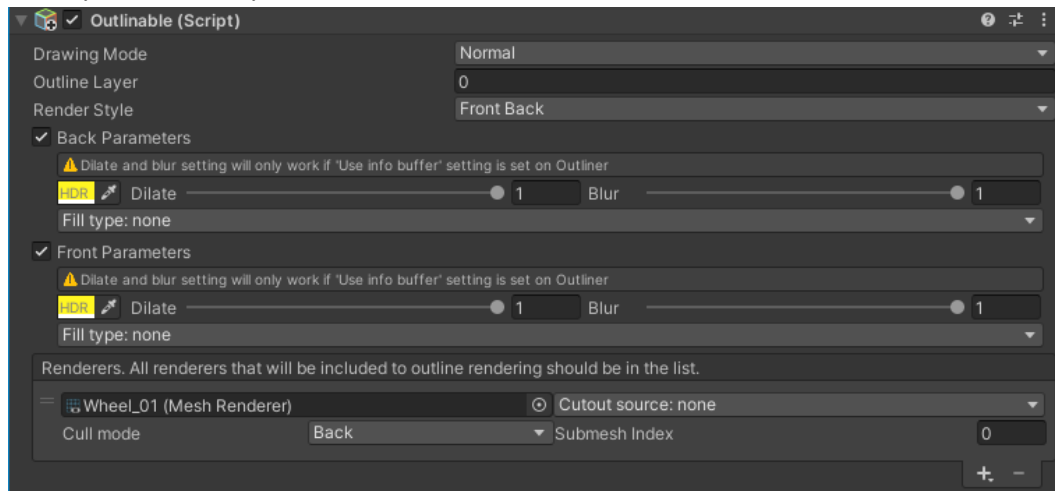 Outlinable (Script)
Drawing Mode Normal
Outline Layer 0
Render Style Front Back
Back Parameters
Dilate and blur setting will only work if 'Use info buffer' setting is set on Outliner
HDR Dilate 1 Blur 1
Fill type: none
Front Parameters
Dilate and blur setting will only work if 'Use info buffer' setting is set on Outliner
HDR Dilate 1 Blur 1
Fill type: none
Renderers. All renderers that will be included to outline rendering should be in the list.
Wheel_01 (Mesh Renderer) Cutout source: none
Cull mode Back Submesh Index 0